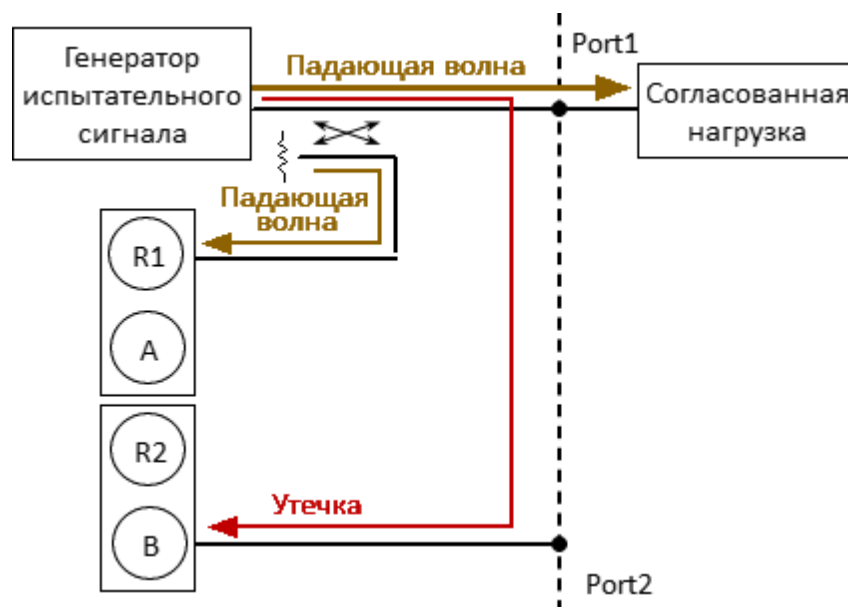 Генератор
испытательного
сигнала
Падающая волна
Port1
Согласованная
нагрузка
Падающая
волна
R1
A
R2
Утечка
B
Port2